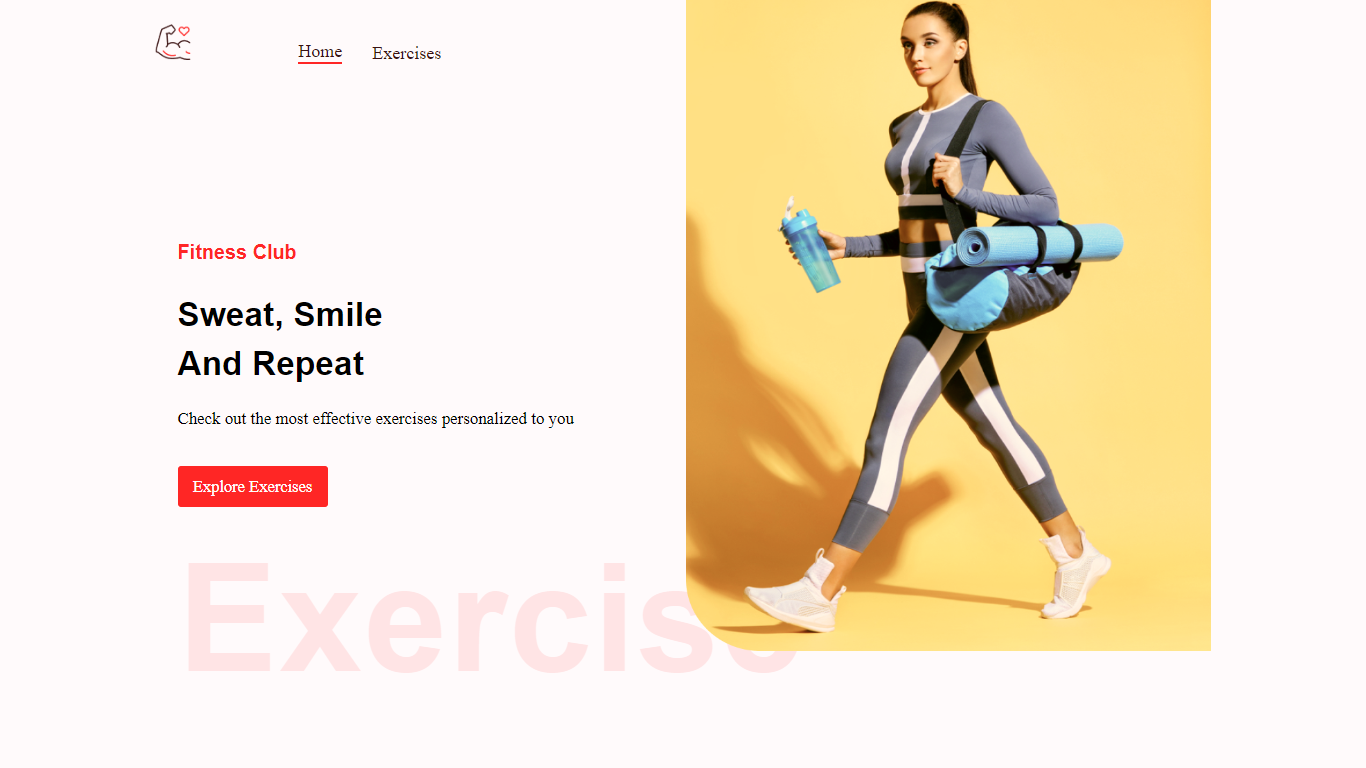 Home
Exercises
Fitness Club
Sweat, Smile
And Repeat
Check out the most effective exercises personalized to you
Explore Exercises
Exercise